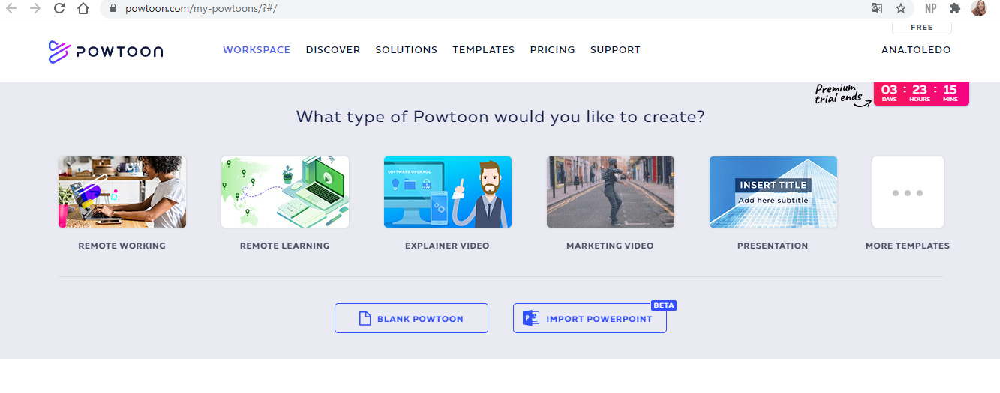 powtoon.com/my-powtoons/?#/
NP
FREE
POWTOON
WORKSPACE DISCOVER SOLUTIONS TEMPLATES PRICING SUPPORT
ANA.TOLEDO
Premium
trial ends
03 : 23 : 15
DAYS HOURS MINS
What type of Powtoon would you like to create?
SOFTWARE UPGRADE
INSERT TITLE
Add here subtitle
REMOTE WORKING
REMOTE LEARNING
EXPLAINER VIDEO
MARKETING VIDEO
PRESENTATION
MORE TEMPLATES
BLANK POWTOON
BETA
IMPORT POWERPOINT